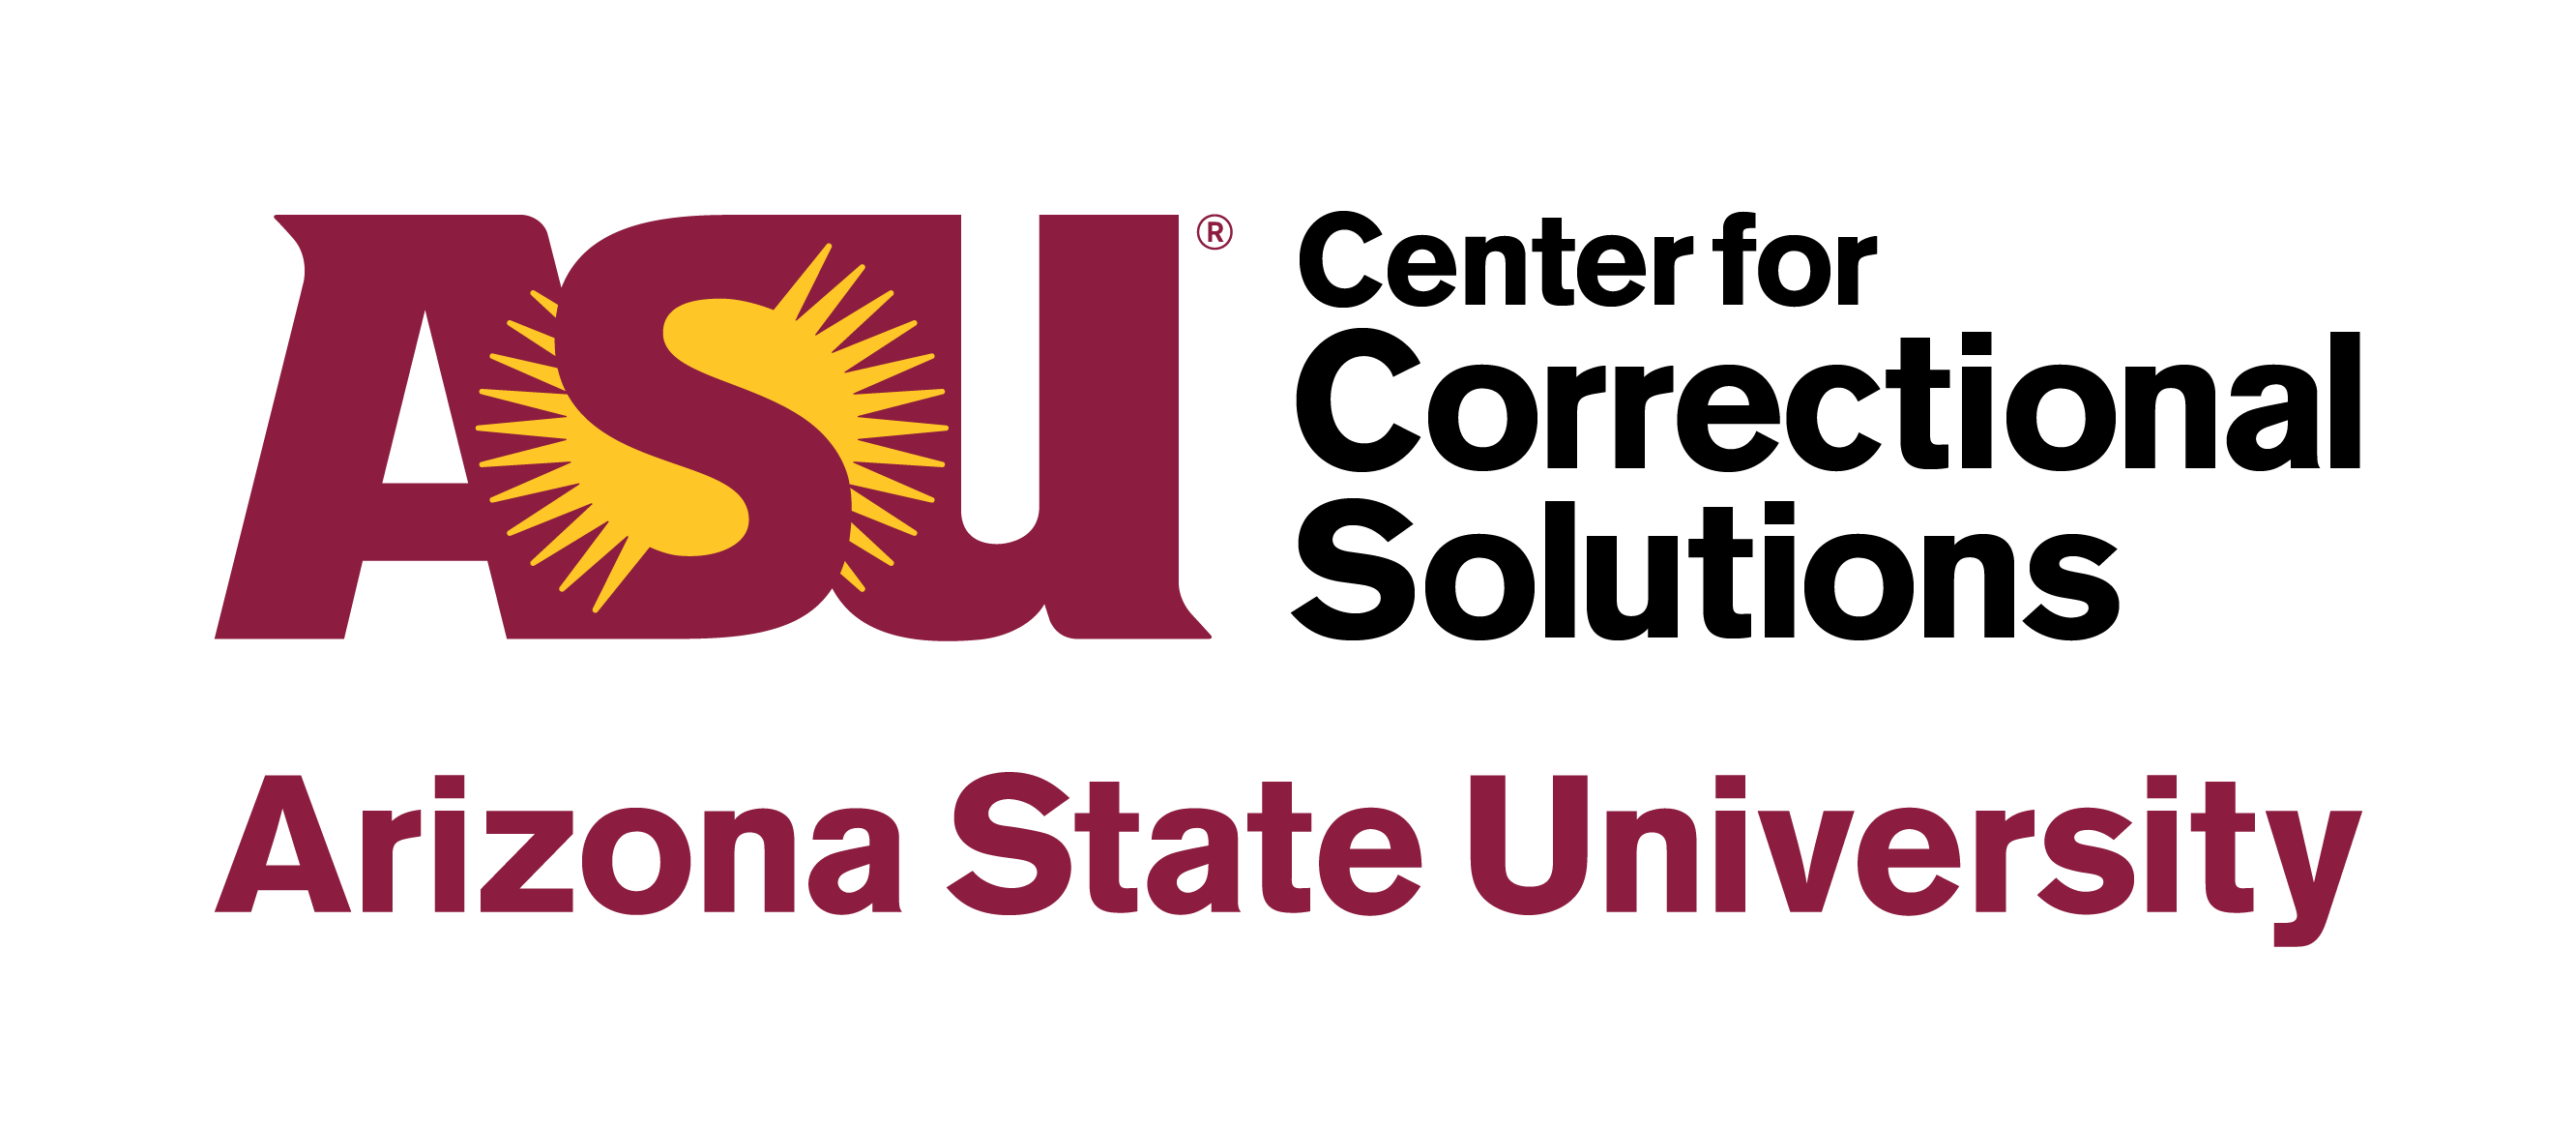 ASU®
Center for
Correctional
Solutions
Arizona State University